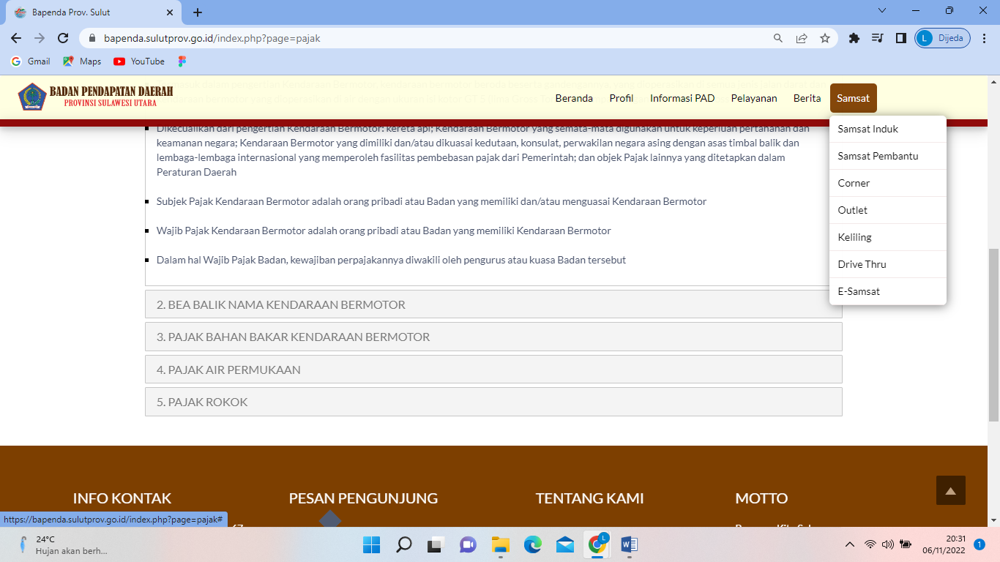 Bapenda Prov. Sulut
bapenda.sulutprov.go.id/index.php?page=pajak
L Dijeda
Gmail Maps YouTube
BADAN PENDAPATAN DAERAH
PROVINSI SULAWESI UTARA
Beranda Profil Informasi PAD Pelayanan Berita Samsat
Samsat Induk
Samsat Pembantu
Corner
Outlet
Keliling
Drive Thru
E-Samsat
Dikecualikan dari pengertian Kendaraan Bermotor: kereta api; Kendaraan Bermotor yang semata-mata digunakan untuk keperluan pertahanan dan
keamanan negara; Kendaraan Bermotor yang dimiliki dan/atau dikuasai kedutaan, konsulat, perwakilan negara asing dengan asas timbal balik dan
lembaga-lembaga internasional yang memperoleh fasilitas pembebasan pajak dari Pemerintah; dan objek Pajak lainnya yang ditetapkan dalam
Peraturan Daerah
Subjek Pajak Kendaraan Bermotor adalah orang pribadi atau Badan yang memiliki dan/atau menguasai Kendaraan Bermotor
Wajib Pajak Kendaraan Bermotor adalah orang pribadi atau Badan yang memiliki Kendaraan Bermotor
Dalam hal Wajib Pajak Badan, kewajiban perpajakannya diwakili oleh pengurus atau kuasa Badan tersebut
2. BEA BALIK NAMA KENDARAAN BERMOTOR
3. PAJAK BAHAN BAKAR KENDARAAN BERMOTOR
4. PAJAK AIR PERMUKAAN
5. PAJAK ROKOK
INFO KONTAK PESAN PENGUNJUNG TENTANG KAMI MOTTO
https://bapenda.sulutprov.go.id/index.php?page=pajak#
24°C
Hujan akan berh...
L
20:31
06/11/2022
1